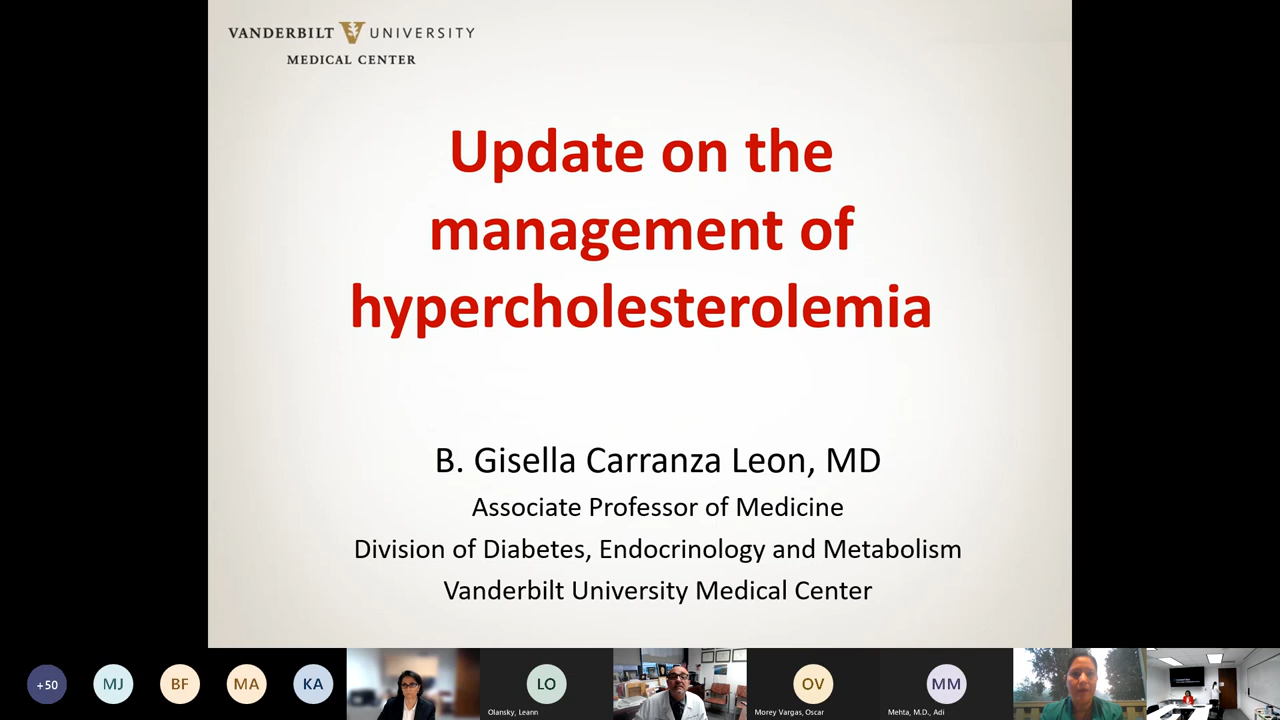 VANDERBILT UNIVERSITY
MEDICAL CENTER
Update on the
management of
hypercholesterolemia
B. Gisella Carranza Leon, MD
Associate Professor of Medicine
Division of Diabetes, Endocrinology and Metabolism
Vanderbilt University Medical Center
+50
MJ
BF
MA
KA
LO
Olansky, Leann
OV
Morey Vargas, Oscar
MM
Mehta, M.D., Adi